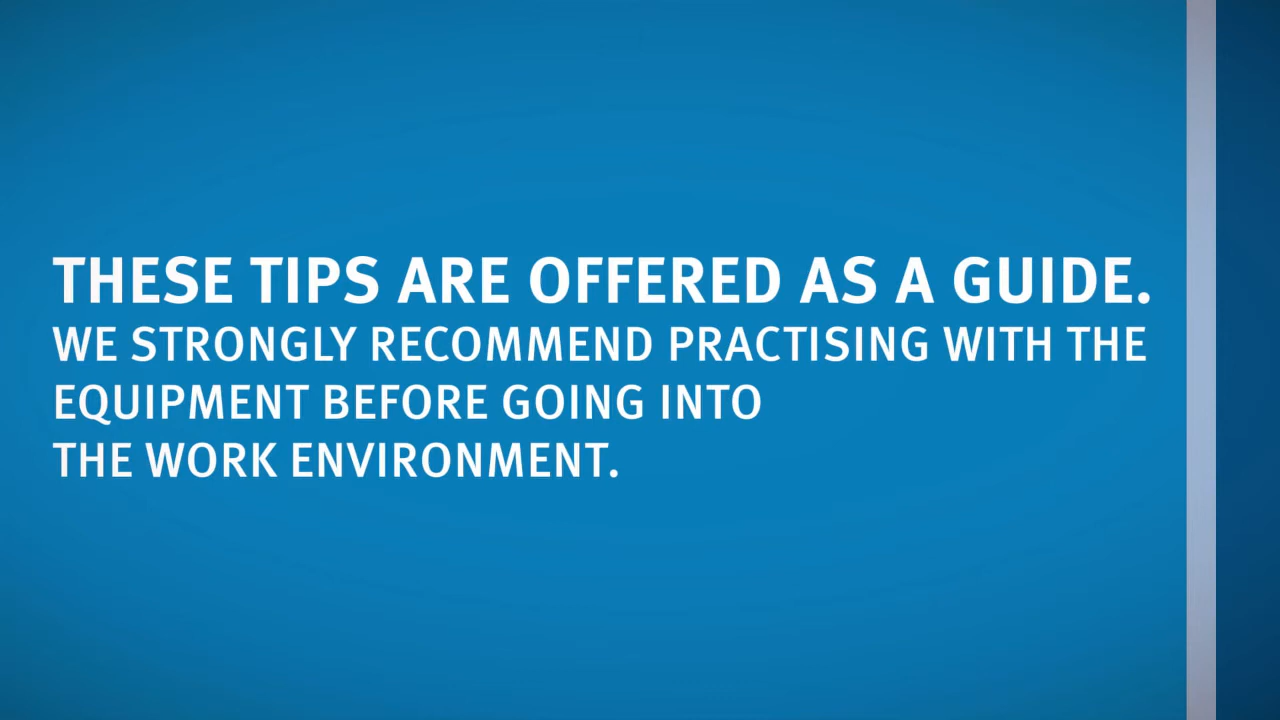 THESE TIPS ARE OFFERED AS A GUIDE.
WE STRONGLY RECOMMEND PRACTISING WITH THE
EQUIPMENT BEFORE GOING INTO
THE WORK ENVIRONMENT.